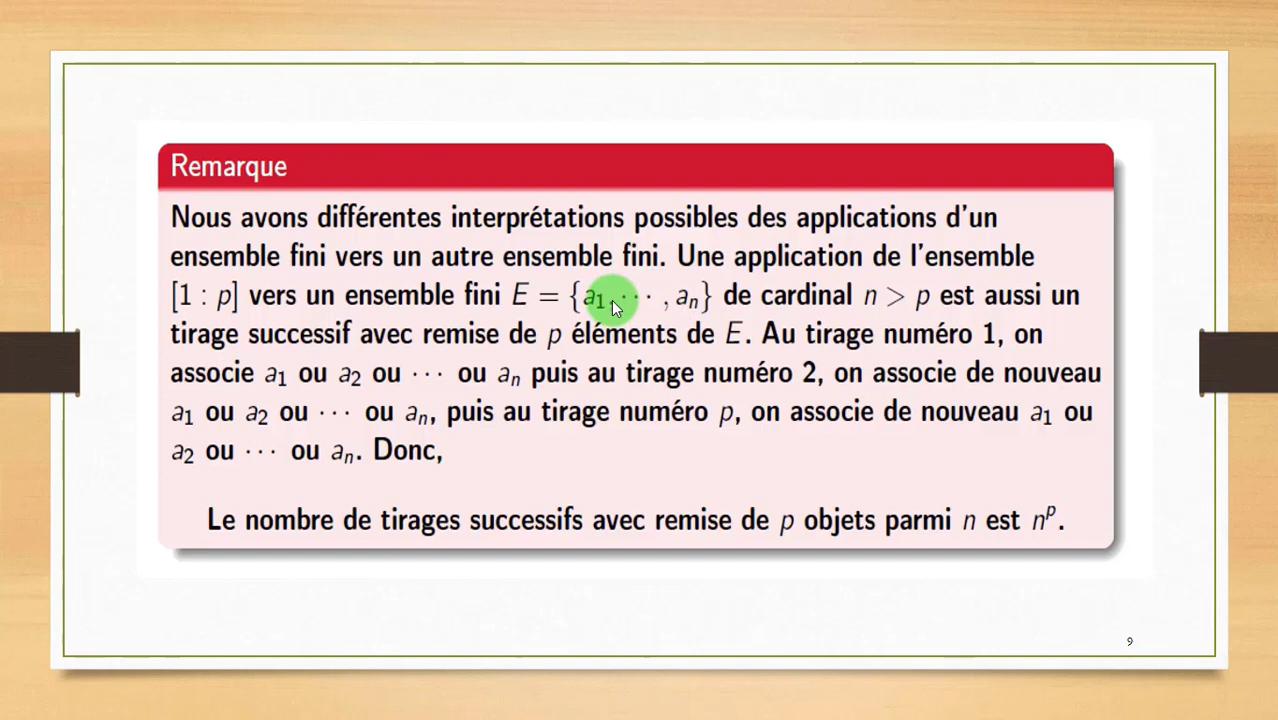 Remarque
Nous avons différentes interprétations possibles des applications d'un
ensemble fini vers un autre ensemble fini. Une application de l'ensemble
[1 : p] vers un ensemble fini E = {a₁, ··· , aₙ} de cardinal n > p est aussi un
tirage successif avec remise de p éléments de E. Au tirage numéro 1, on
associe a₁ ou a₂ ou ··· ou aₙ puis au tirage numéro 2, on associe de nouveau
a₁ ou a₂ ou ··· ou aₙ, puis au tirage numéro p, on associe de nouveau a₁ ou
a₂ ou ··· ou aₙ. Donc,
Le nombre de tirages successifs avec remise de p objets parmi n est nᵖ.
9